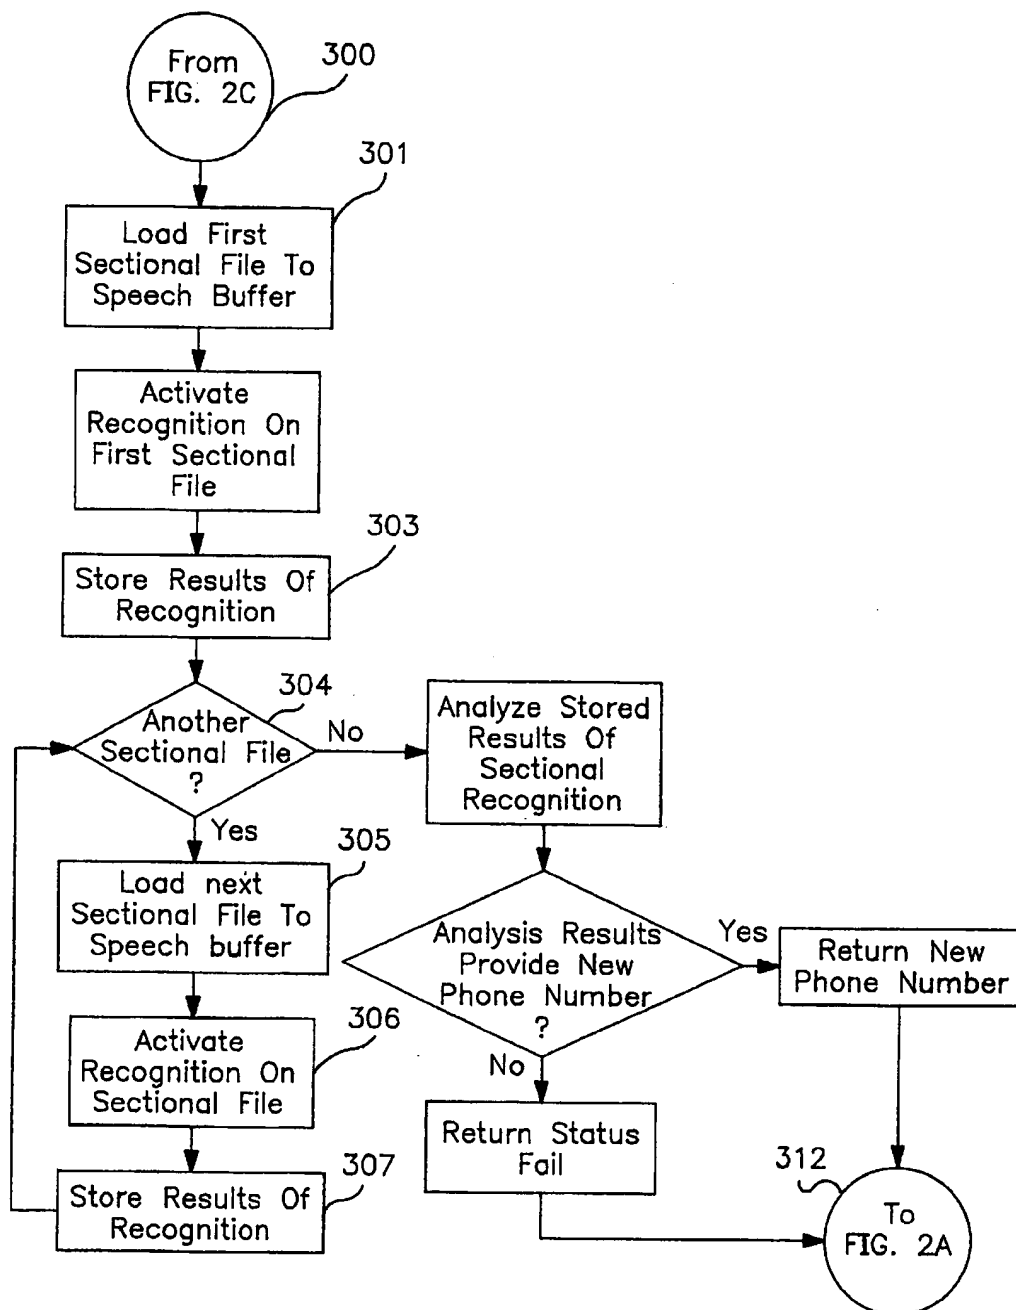 From
FIG. 2C
300
301
Load First
Sectional File To
Speech Buffer
Activate
Recognition On
First Sectional
File
303
Store Results Of
Recognition
304
Another
Sectional File
?
No
Yes
Analyze Stored
Results Of
Sectional
Recognition
305
Load next
Sectional File To
Speech buffer
Analysis Results
Provide New
Phone Number
?
Yes
No
Return New
Phone Number
306
Activate
Recognition On
Sectional File
Return Status
Fail
307
Store Results Of
Recognition
312
To
FIG. 2A